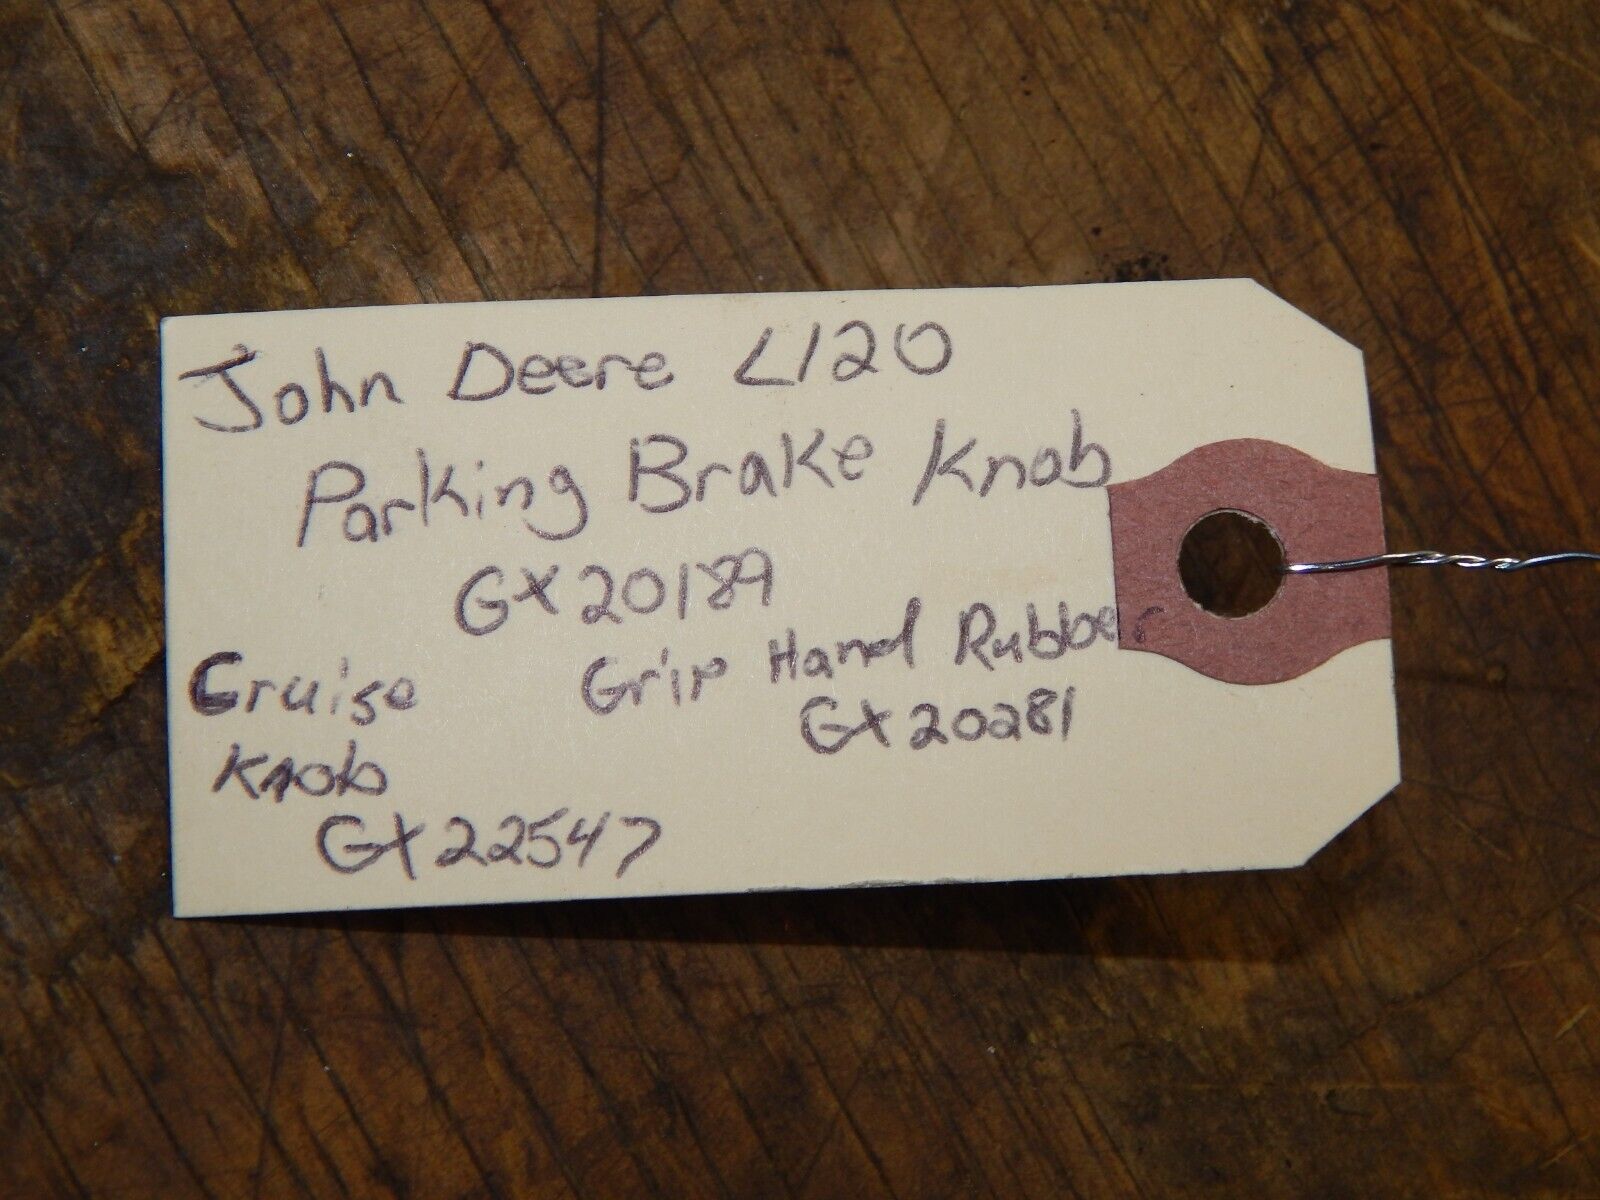 John Deere L120
Parking Brake Knob
GX20189
Grip Hand Rubber
GX20281
Cruise
Knob
GX22547